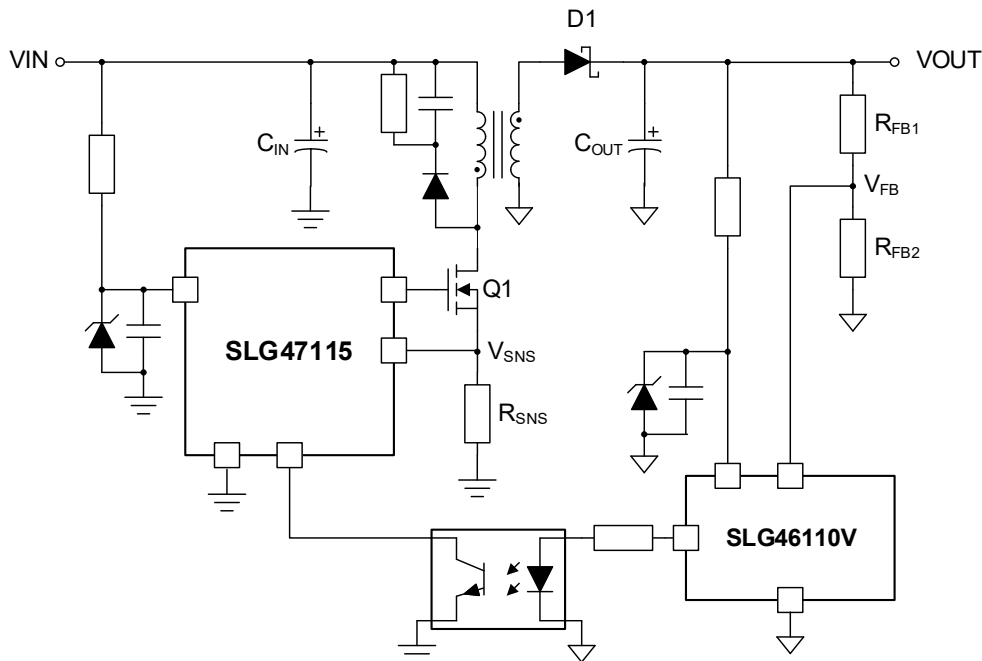 D1
VIN
VOUT
+
CIN
+
COUT
RFB1
VFB
RFB2
Q1
SLG47115
VSNS
RSNS
SLG46110V